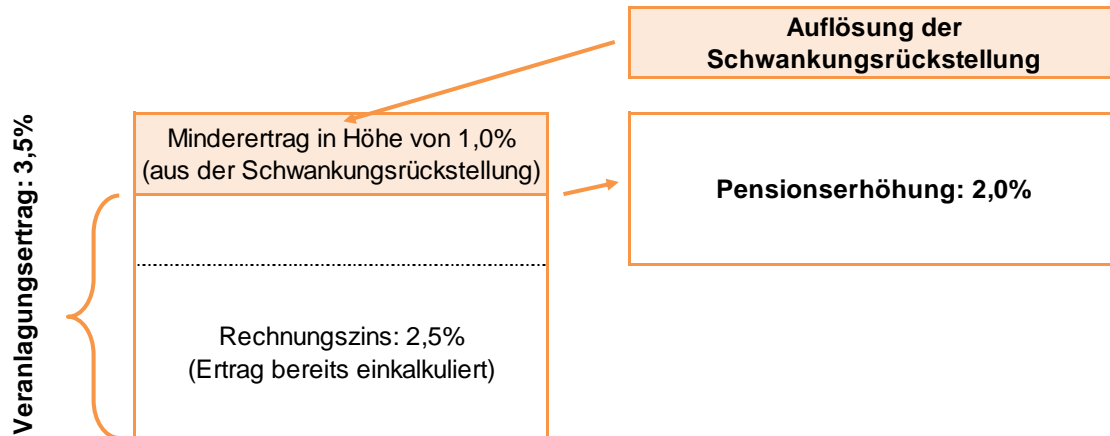 Auflösung der
Schwankungsrückstellung
Veranlagungsertrag: 3,5%
Minderertrag in Höhe von 1,0%
(aus der Schwankungsrückstellung)
Pensionserhöhung: 2,0%
Rechnungszins: 2,5%
(Ertrag bereits einkalkuliert)